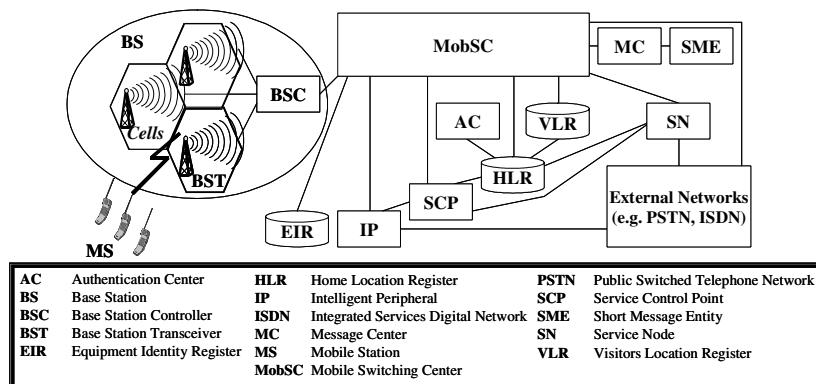 BS
MobSC
MC
SME
BSC
Cells
BST
AC
VLR
SN
HLR
SCP
EIR
IP
External Networks
(e.g. PSTN, ISDN)
MS
AC Authentication Center
BS Base Station
BSC Base Station Controller
BST Base Station Transceiver
EIR Equipment Identity Register
HLR Home Location Register
IP Intelligent Peripheral
ISDN Integrated Services Digital Network
MC Message Center
MS Mobile Station
MobSC Mobile Switching Center
PSTN Public Switched Telephone Network
SCP Service Control Point
SME Short Message Entity
SN Service Node
VLR Visitors Location Register